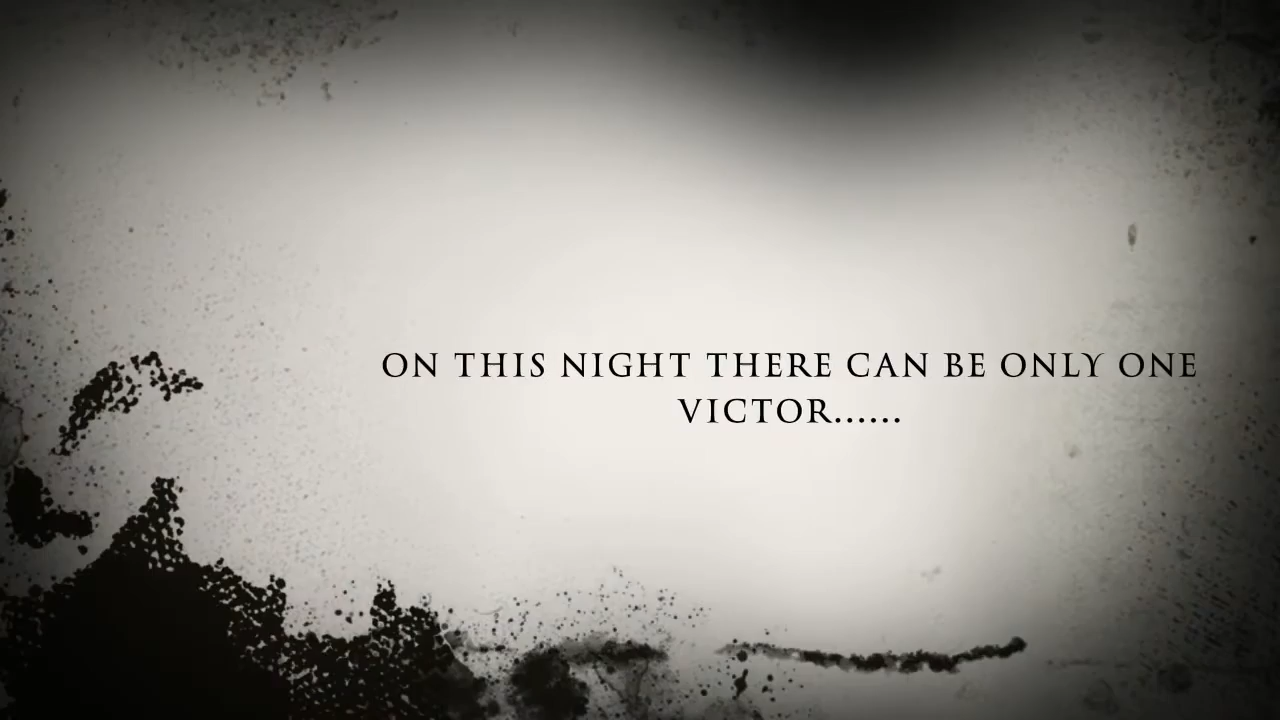 ON THIS NIGHT THERE CAN BE ONLY ONE
VICTOR......